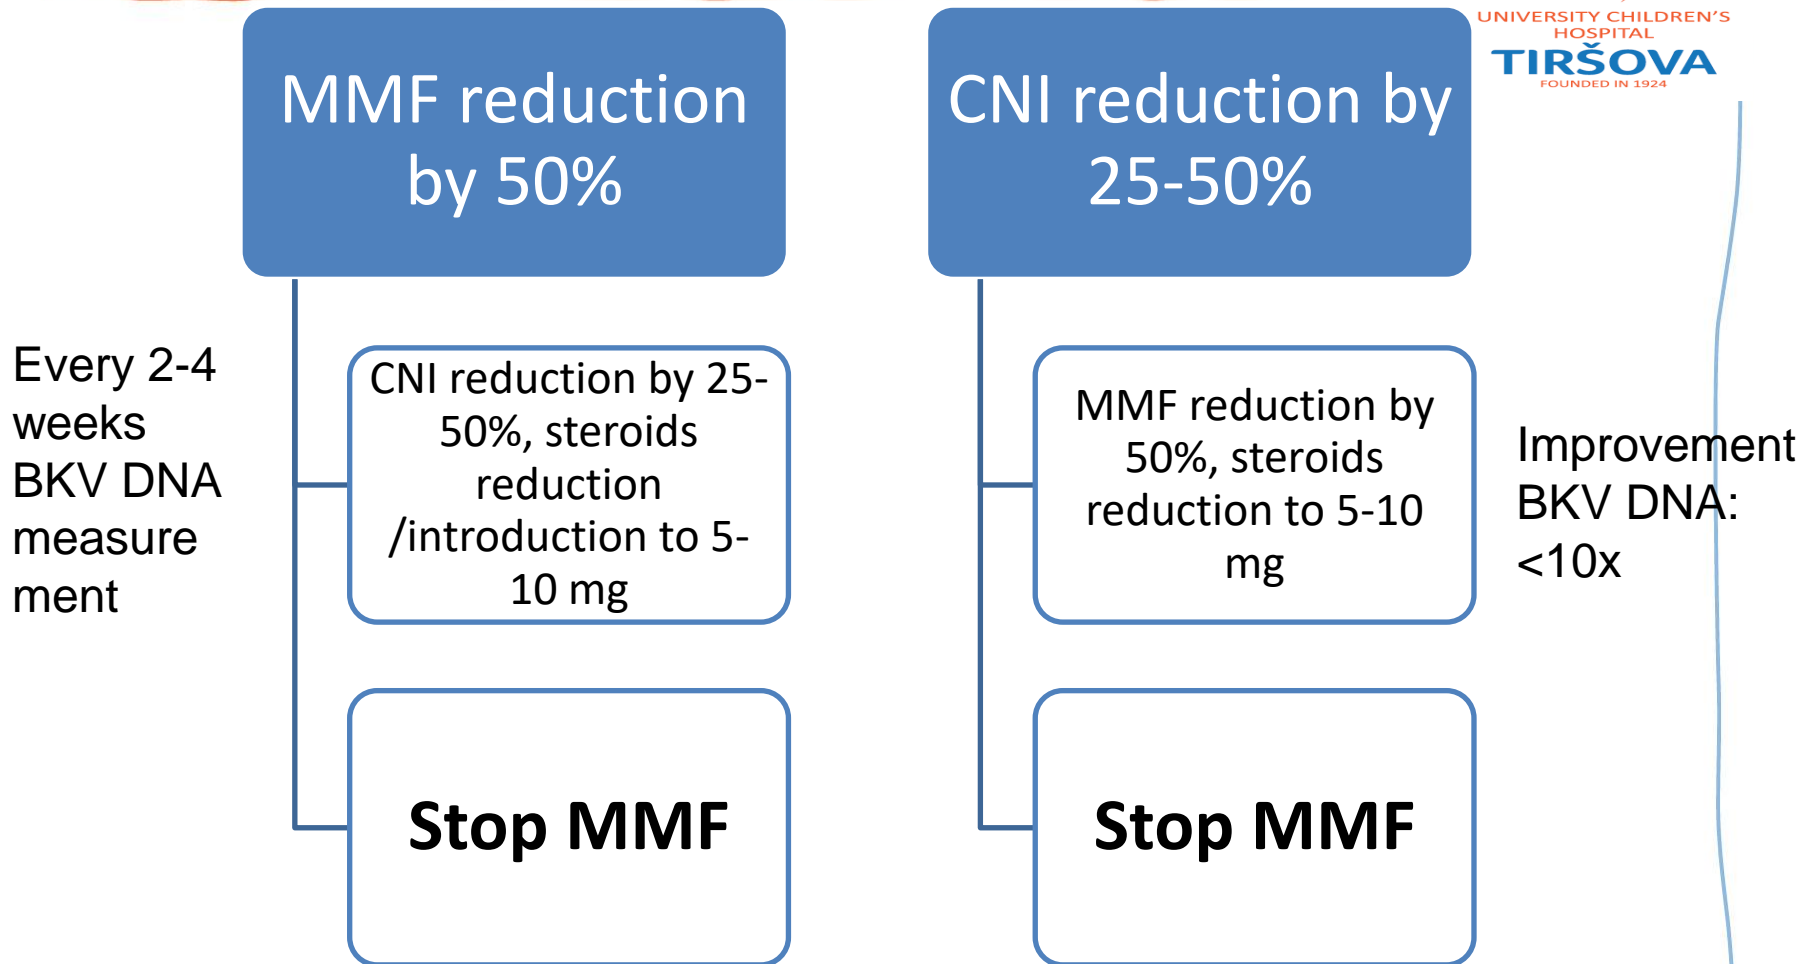 UNIVERSITY CHILDREN'S
HOSPITAL
TIRŠOVA
FOUNDED IN 1924
MMF reduction
by 50%
CNI reduction by
25-50%
Every 2-4
weeks
BKV DNA
measure
ment
CNI reduction by 25-
50%, steroids
reduction
/introduction to 5-
10 mg
MMF reduction by
50%, steroids
reduction to 5-10
mg
Improvement
BKV DNA:
<10x
Stop MMF
Stop MMF